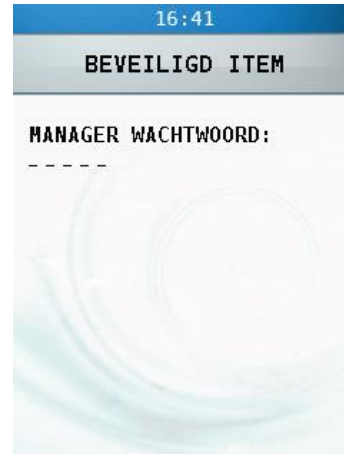 16:41
BEVEILIGD ITEM
MANAGER WACHTWOORD:
- - - - -